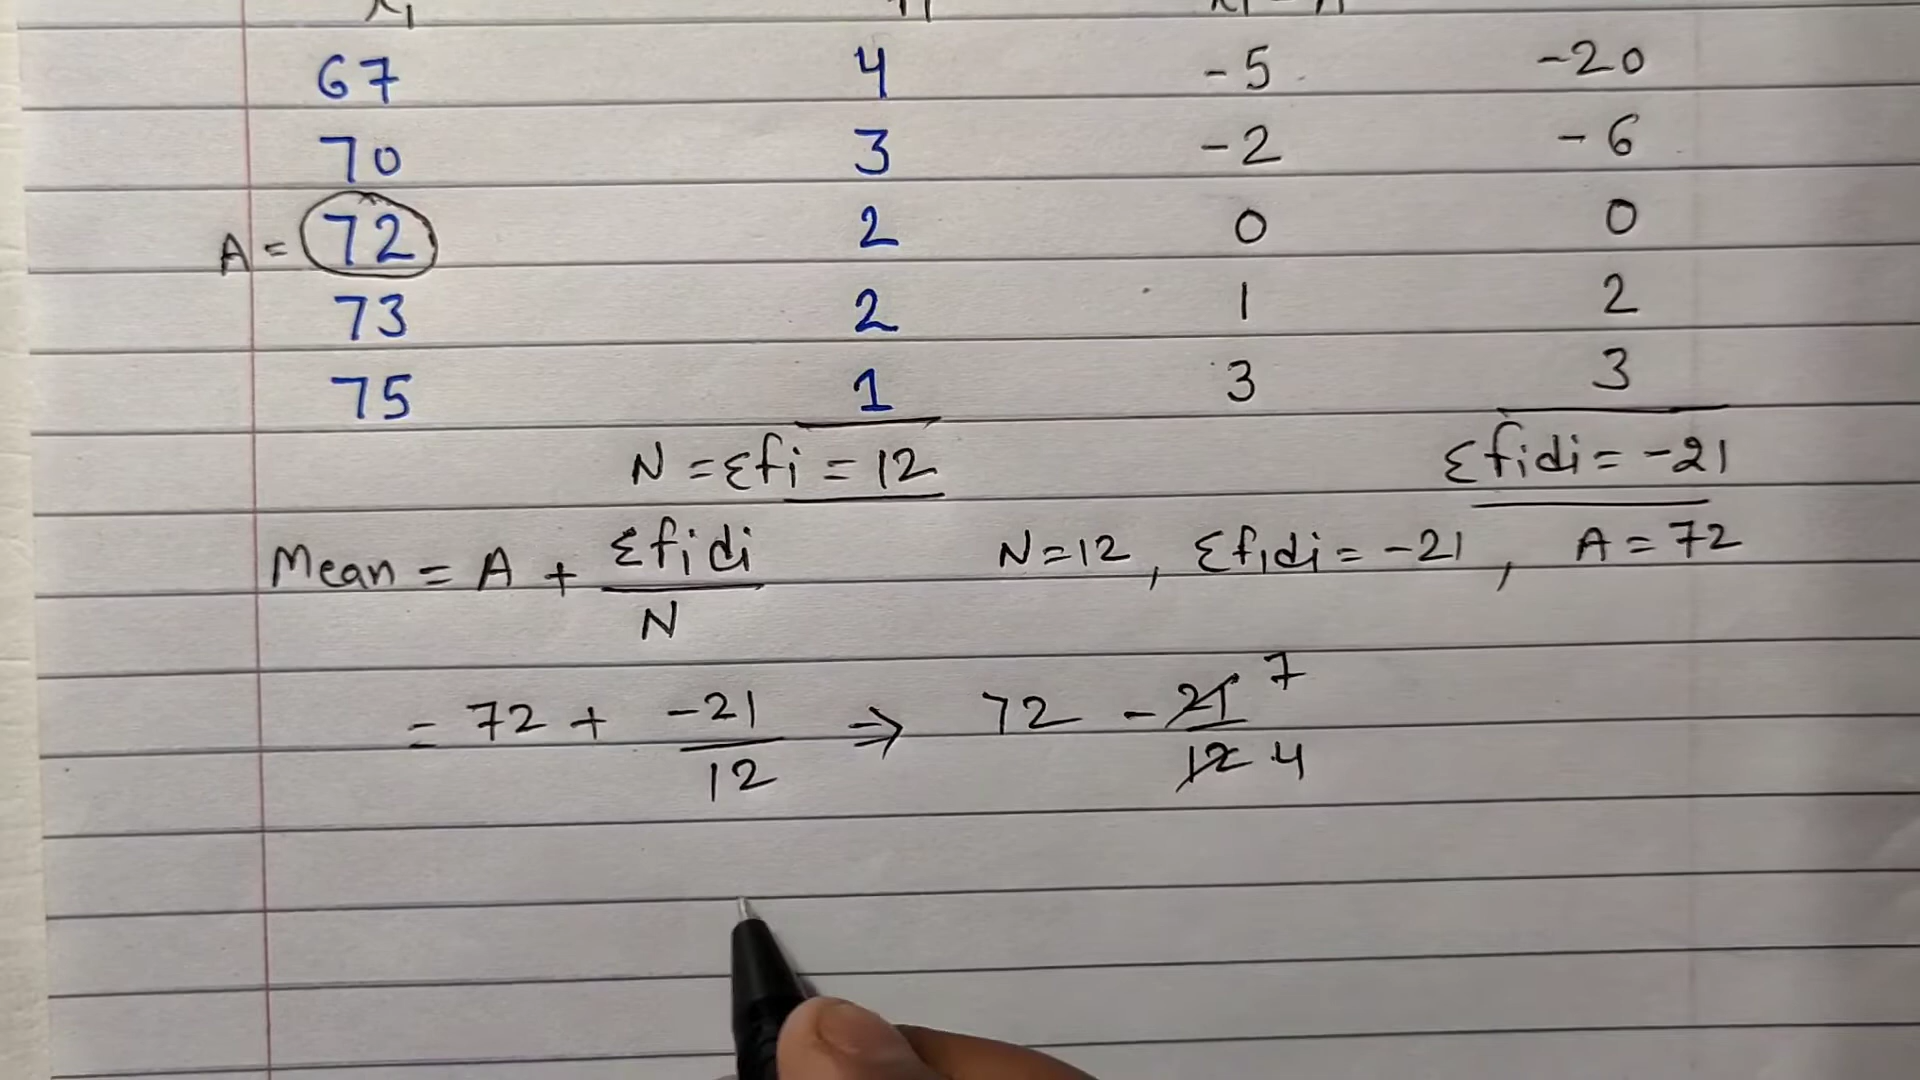 67 4 -5 -20
70 3 -2 -6
A = 72 2 0 0
73 2 1 2
75 1 3 3
N = Σfi = 12 Σfidi = -21
Mean = A + Σfidi / N N=12, Σfidi = -21, A = 72
= 72 + -21/12 ⇒ 72 - 21/12 7/4